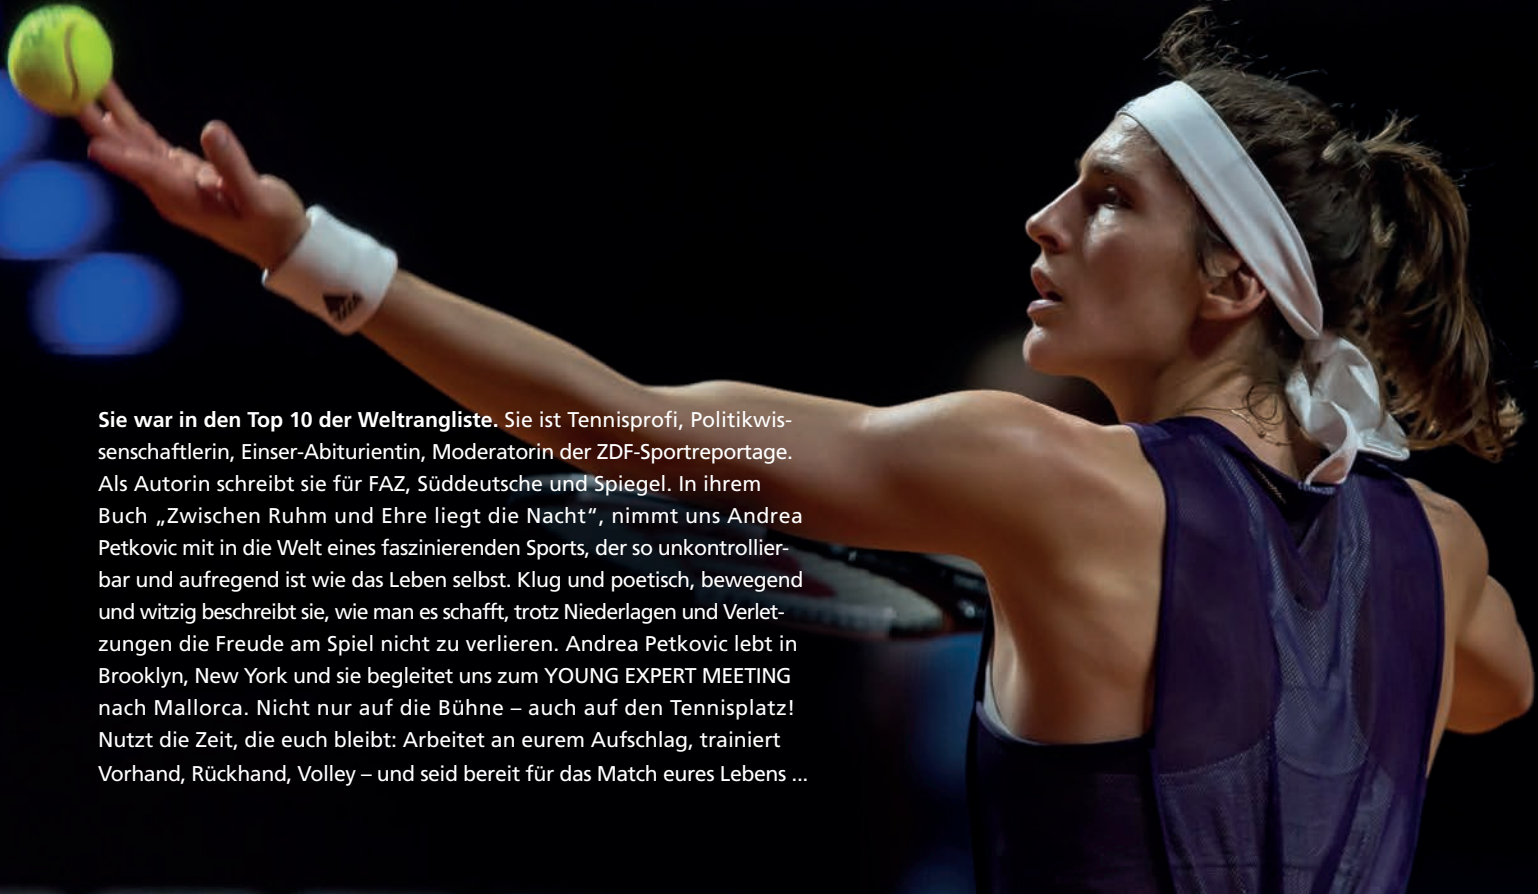 Sie war in den Top 10 der Weltrangliste. Sie ist Tennisprofi, Politikwis-
senschaftlerin, Einser-Abiturientin, Moderatorin der ZDF-Sportreportage.
Als Autorin schreibt sie für FAZ, Süddeutsche und Spiegel. In ihrem
Buch „Zwischen Ruhm und Ehre liegt die Nacht“, nimmt uns Andrea
Petkovic mit in die Welt eines faszinierenden Sports, der so unkontrollier-
bar und aufregend ist wie das Leben selbst. Klug und poetisch, bewegend
und witzig beschreibt sie, wie man es schafft, trotz Niederlagen und Verlet-
zungen die Freude am Spiel nicht zu verlieren. Andrea Petkovic lebt in
Brooklyn, New York und sie begleitet uns zum YOUNG EXPERT MEETING
nach Mallorca. Nicht nur auf die Bühne – auch auf den Tennisplatz!
Nutzt die Zeit, die euch bleibt: Arbeitet an eurem Aufschlag, trainiert
Vorhand, Rückhand, Volley – und seid bereit für das Match eures Lebens ...